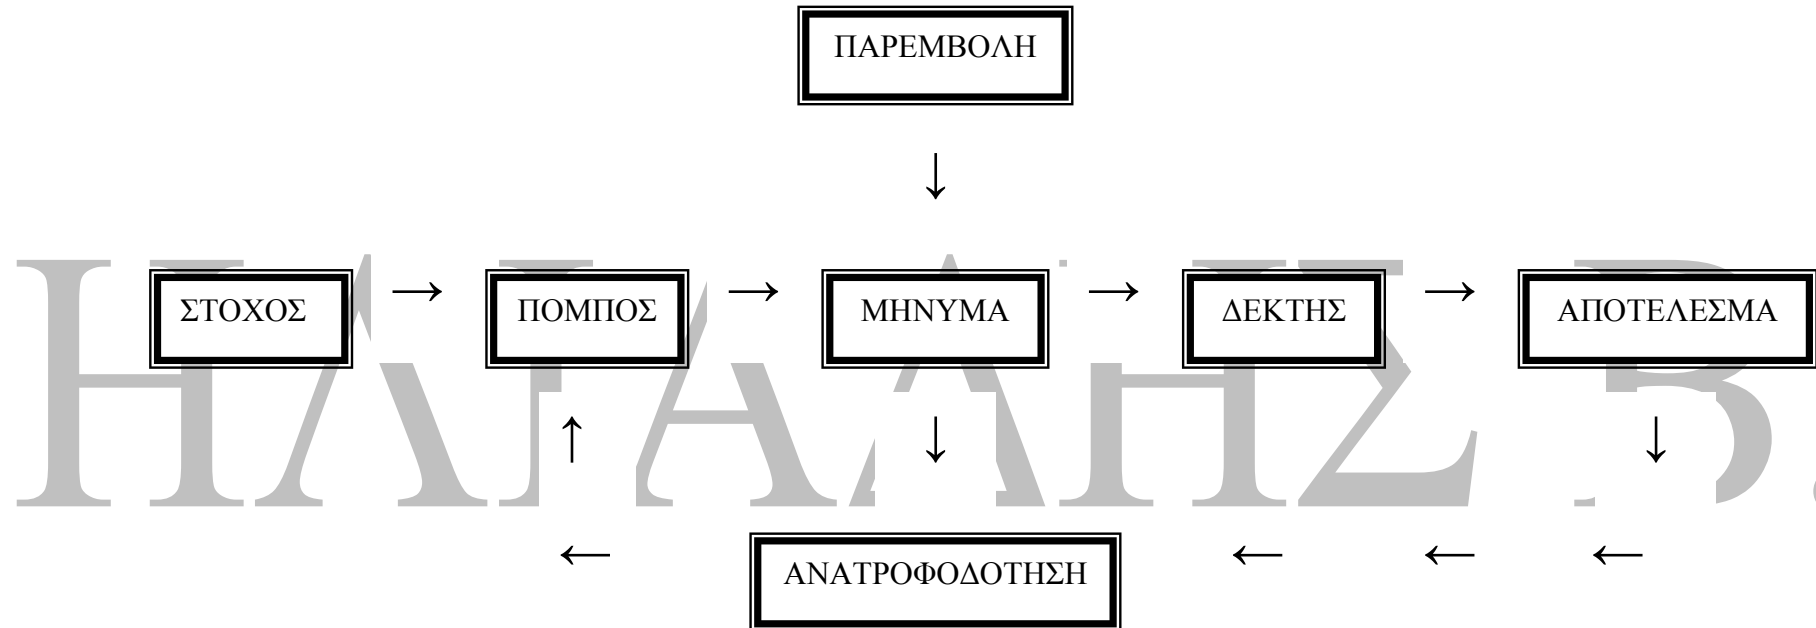 ΠΑΡΕΜΒΟΛΗ
↓
ΣΤΟΧΟΣ → ΠΟΜΠΟΣ → ΜΗΝΥΜΑ → ΔΕΚΤΗΣ → ΑΠΟΤΕΛΕΣΜΑ
↑ ↓ ↓
← ΑΝΑΤΡΟΦΟΔΟΤΗΣΗ ← ← ←